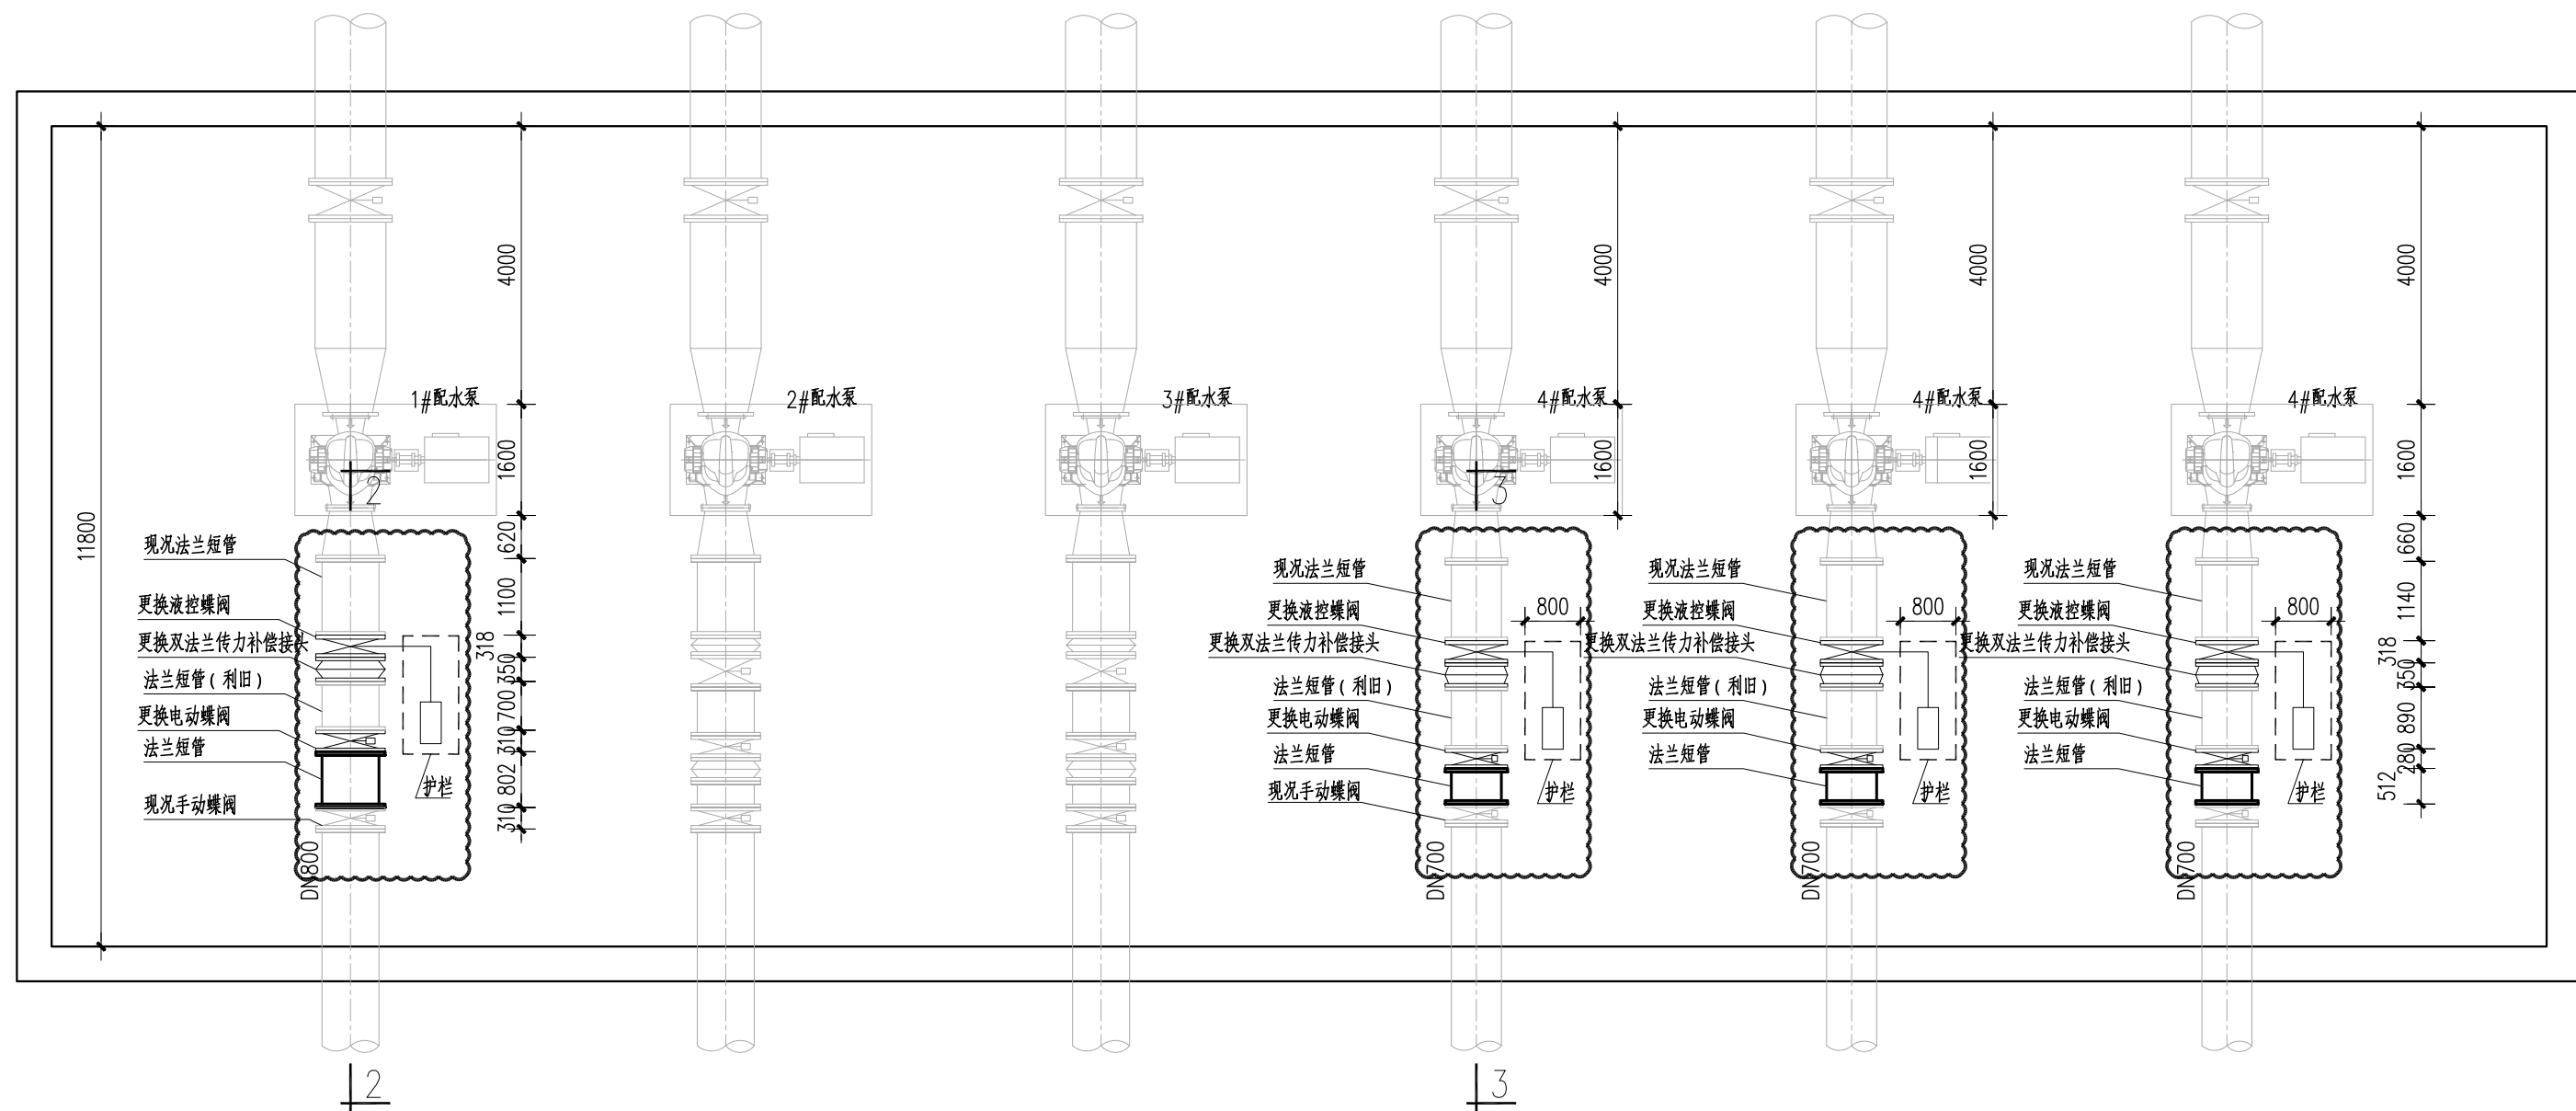 4000
4000
4000
4000
1#配水泵
2#配水泵
3#配水泵
4#配水泵
4#配水泵
4#配水泵
1600
1600
1600
1600
2
3
11800
现况法兰短管
更换液控蝶阀
更换双法兰传力补偿接头
法兰短管(利旧)
更换电动蝶阀
法兰短管
现况手动蝶阀
护栏
DN800
620
1100
318
350
700
310
802
310
现况法兰短管
更换液控蝶阀
更换双法兰传力补偿接头
法兰短管(利旧)
更换电动蝶阀
法兰短管
现况手动蝶阀
800
护栏
DN700
现况法兰短管
更换液控蝶阀
更换双法兰传力补偿接头
法兰短管(利旧)
更换电动蝶阀
法兰短管
800
护栏
DN700
现况法兰短管
更换液控蝶阀
更换双法兰传力补偿接头
法兰短管(利旧)
更换电动蝶阀
法兰短管
800
护栏
DN700
660
1140
318
350
890
280
512
2
3